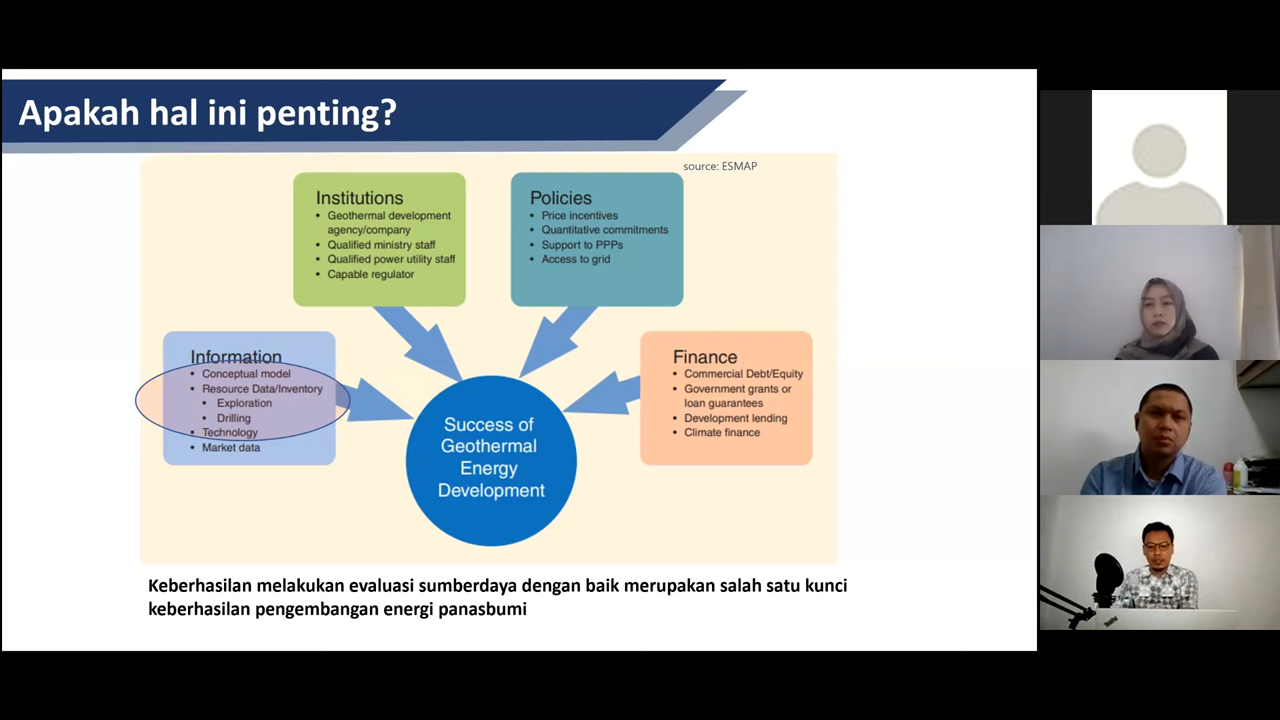 Apakah hal ini penting?
source: ESMAP
Institutions
• Geothermal development
agency/company
• Qualified ministry staff
• Qualified power utility staff
• Capable regulator
Policies
• Price incentives
• Quantitative commitments
• Support to PPPs
• Access to grid
Information
• Conceptual model
• Resource Data/Inventory
• Exploration
• Drilling
• Technology
• Market data
Finance
• Commercial Debt/Equity
• Government grants or
loan guarantees
• Development lending
• Climate finance
Success of
Geothermal
Energy
Development
Keberhasilan melakukan evaluasi sumberdaya dengan baik merupakan salah satu kunci
keberhasilan pengembangan energi panasbumi